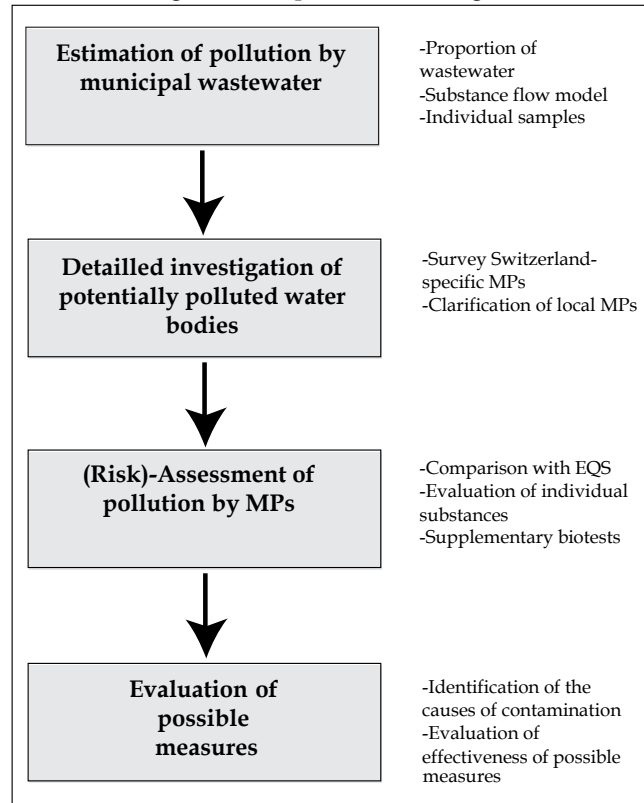 Estimation of pollution by
municipal wastewater
-Proportion of
wastewater
-Substance flow model
-Individual samples
Detailled investigation of
potentially polluted water
bodies
-Survey Switzerland-
specific MPs
-Clarification of local MPs
(Risk)-Assessment of
pollution by MPs
-Comparison with EQS
-Evaluation of individual
substances
-Supplementary biotests
Evaluation of
possible
measures
-Identification of the
causes of contamination
-Evaluation of
effectiveness of possible
measures